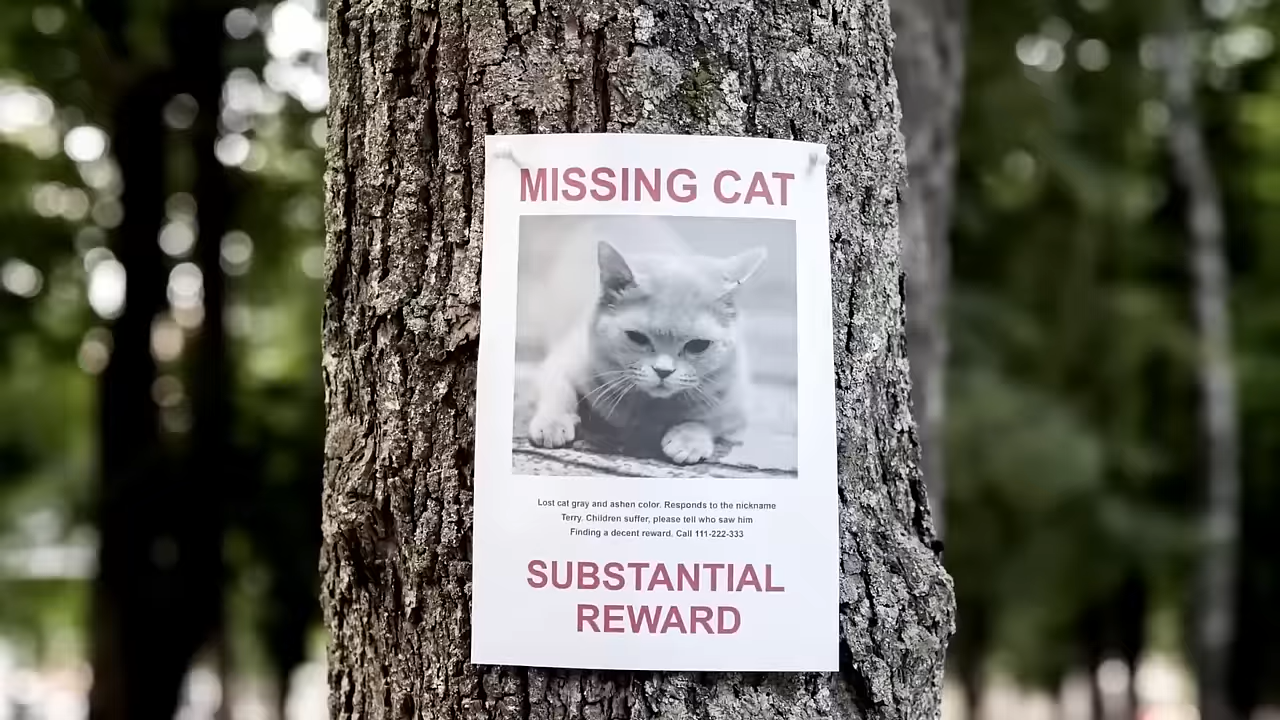 MISSING CAT
Lost cat gray and ashen color. Responds to the nickname
Terry. Children suffer, please tell who saw him
Finding a decent reward. Call 111-222-333
SUBSTANTIAL
REWARD